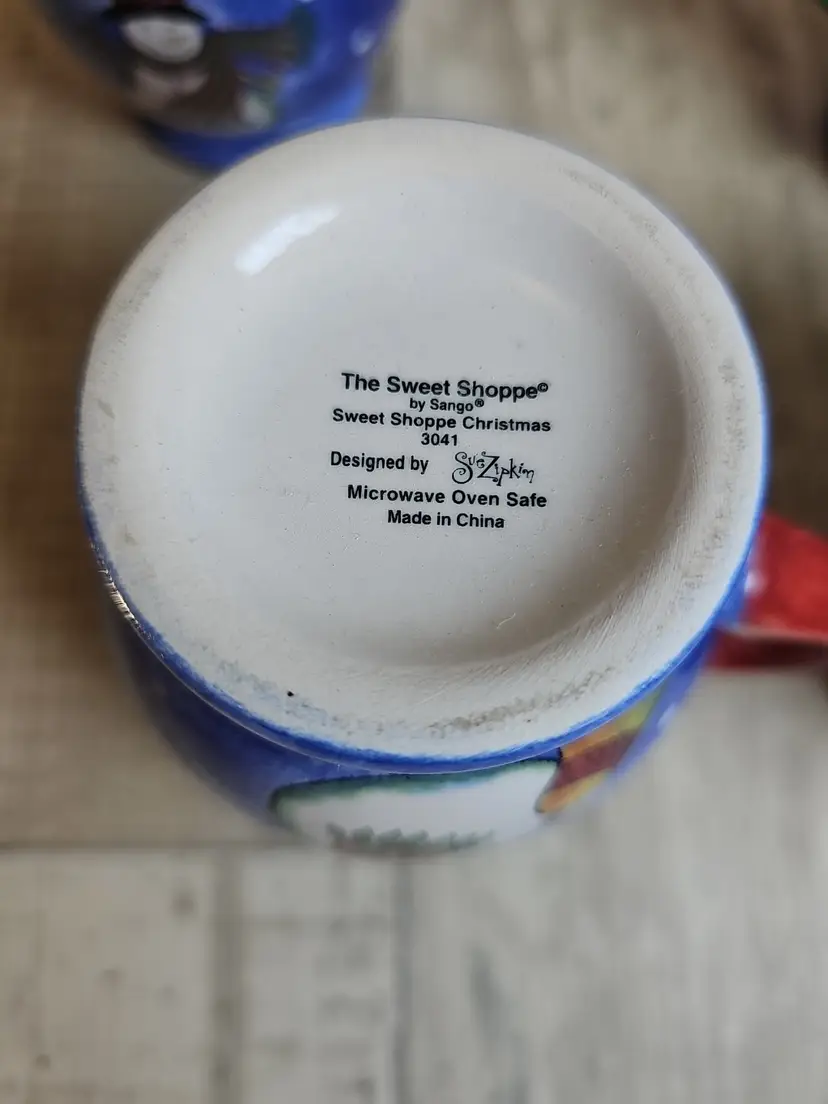 The Sweet Shoppe©
by Sango®
Sweet Shoppe Christmas
3041
Designed by Sue Zipkin
Microwave Oven Safe
Made in China